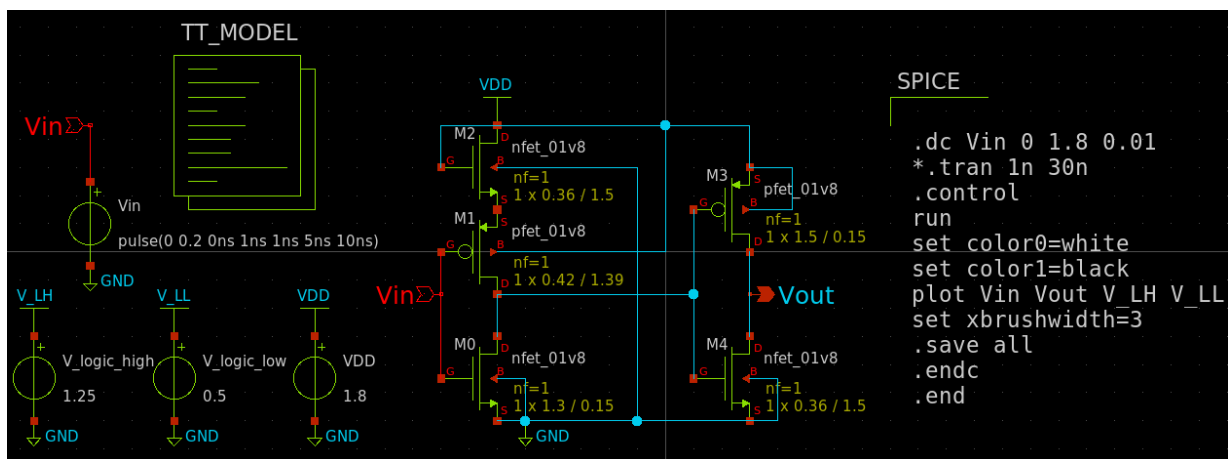 TT_MODEL
Vin
Vin
pulse(0 0.2 0ns 1ns 1ns 5ns 10ns)
GND
V_LH
V_logic_high
1.25
GND
V_LL
V_logic_low
0.5
GND
VDD
VDD
1.8
GND
VDD
M2
D
G
B
S
nfet_01v8
nf=1
1 x 0.36 / 1.5
M1
S
G
B
D
pfet_01v8
nf=1
1 x 0.42 / 1.39
Vin
M0
D
G
B
S
nfet_01v8
nf=1
1 x 1.3 / 0.15
GND
M3
S
G
B
D
pfet_01v8
nf=1
1 x 1.5 / 0.15
Vout
M4
D
G
B
S
nfet_01v8
nf=1
1 x 0.36 / 1.5
SPICE
.dc Vin 0 1.8 0.01
*.tran 1n 30n
.control
run
set color0=white
set color1=black
plot Vin Vout V_LH V_LL
set xbrushwidth=3
.save all
.endc
.end